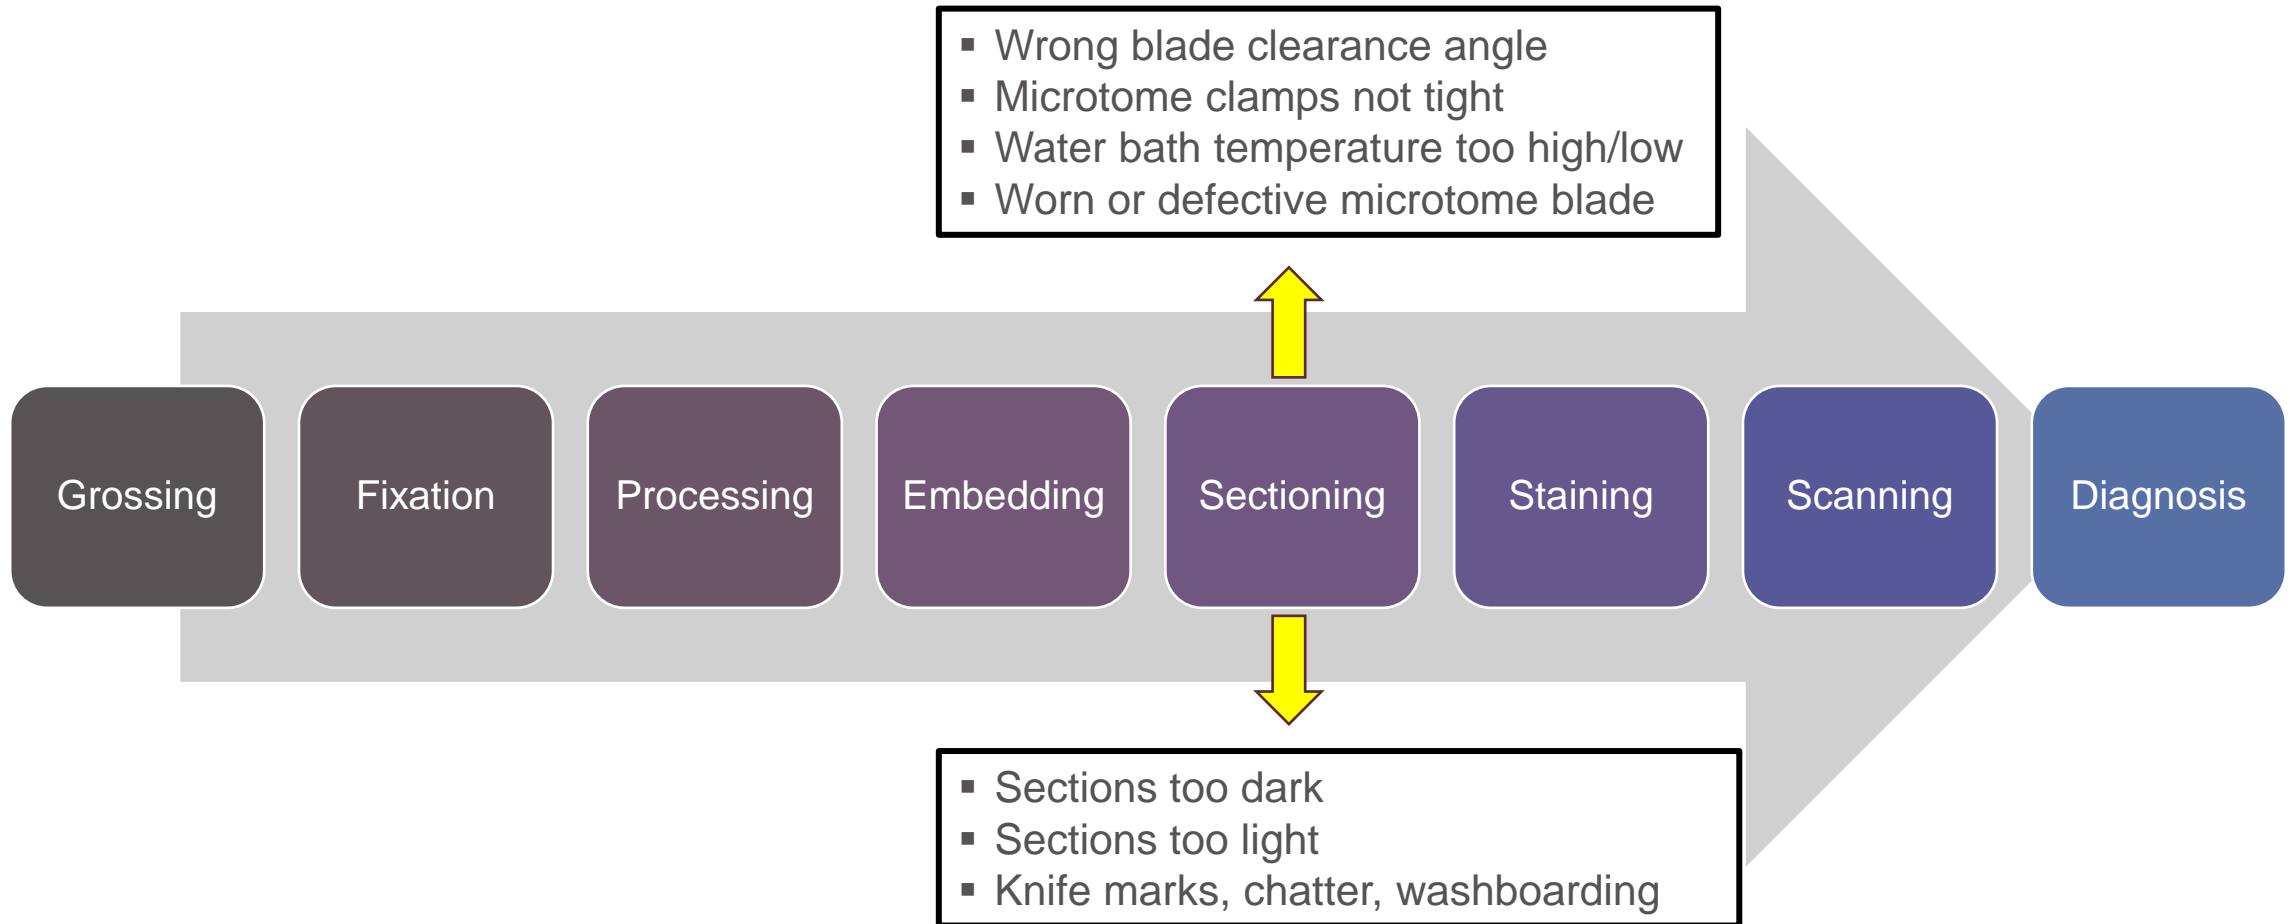 ▪ Wrong blade clearance angle
▪ Microtome clamps not tight
▪ Water bath temperature too high/low
▪ Worn or defective microtome blade
Grossing
Fixation
Processing
Embedding
Sectioning
Staining
Scanning
Diagnosis
▪ Sections too dark
▪ Sections too light
▪ Knife marks, chatter, washboarding